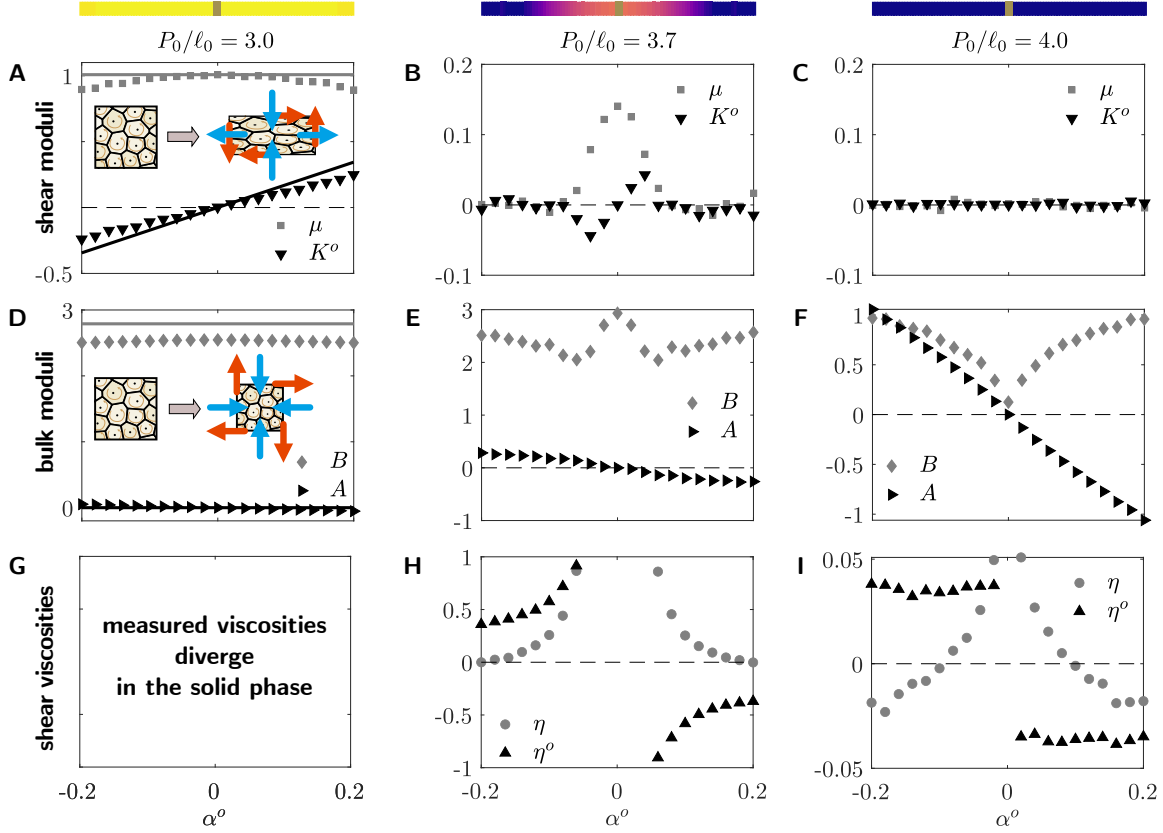 P₀/ℓ₀ = 3.0
P₀/ℓ₀ = 3.7
P₀/ℓ₀ = 4.0
A
shear moduli
1
-0.5
μ
Kᵒ
B
0.2
0.1
0
-0.1
μ
Kᵒ
C
0.2
0.1
0
-0.1
μ
Kᵒ
D
bulk moduli
3
0
B
A
E
3
2
1
0
-1
B
A
F
1
0.5
0
-0.5
-1
B
A
G
shear viscosities
measured viscosities
diverge
in the solid phase
-0.2
0
0.2
αᵒ
H
1
0.5
0
-0.5
-1
η
ηᵒ
-0.2
0
0.2
αᵒ
I
0.05
0
-0.05
η
ηᵒ
-0.2
0
0.2
αᵒ